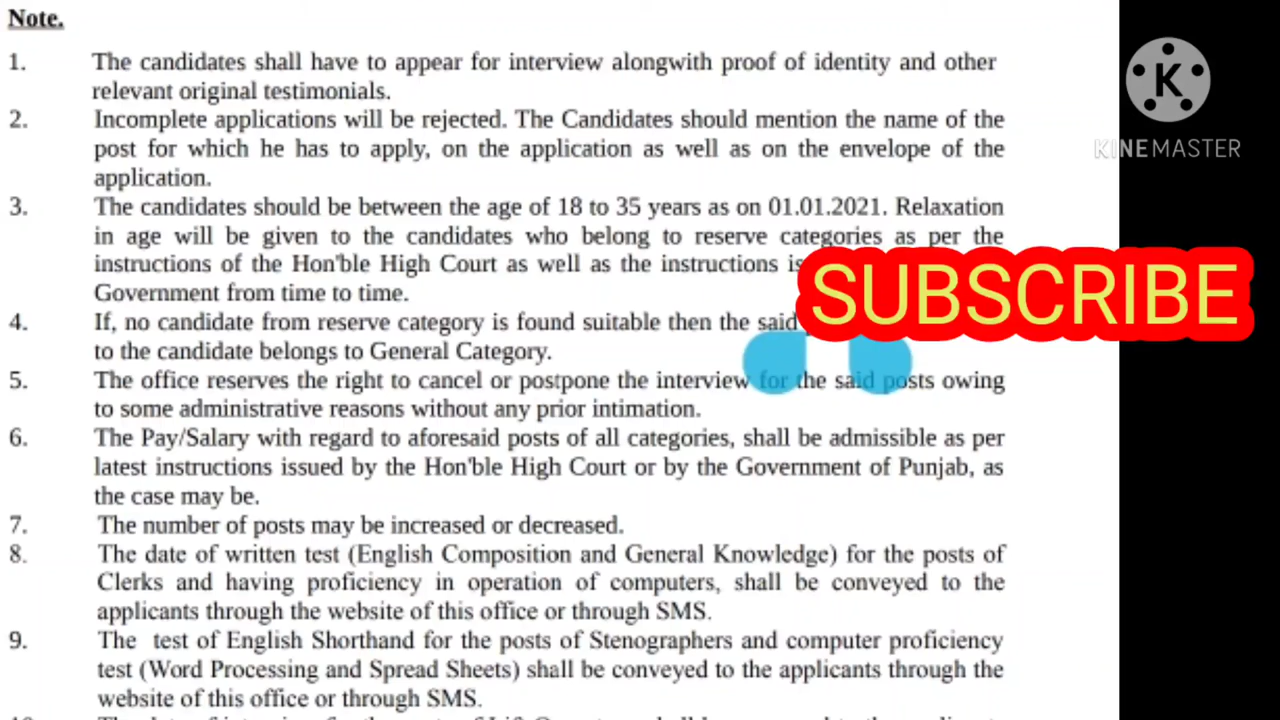 Note.
1. The candidates shall have to appear for interview alongwith proof of identity and other
relevant original testimonials.
2. Incomplete applications will be rejected. The Candidates should mention the name of the
post for which he has to apply, on the application as well as on the envelope of the
application.
3. The candidates should be between the age of 18 to 35 years as on 01.01.2021. Relaxation
in age will be given to the candidates who belong to reserve categories as per the
instructions of the Hon'ble High Court as well as the instructions
Government from time to time.
4. If, no candidate from reserve category is found suitable then the said
to the candidate belongs to General Category.
5. The office reserves the right to cancel or postpone the interview for the said posts owing
to some administrative reasons without any prior intimation.
6. The Pay/Salary with regard to aforesaid posts of all categories, shall be admissible as per
latest instructions issued by the Hon'ble High Court or by the Government of Punjab, as
the case may be.
7. The number of posts may be increased or decreased.
8. The date of written test (English Composition and General Knowledge) for the posts of
Clerks and having proficiency in operation of computers, shall be conveyed to the
applicants through the website of this office or through SMS.
9. The test of English Shorthand for the posts of Stenographers and computer proficiency
test (Word Processing and Spread Sheets) shall be conveyed to the applicants through the
website of this office or through SMS.
K
KINEMASTER
SUBSCRIBE